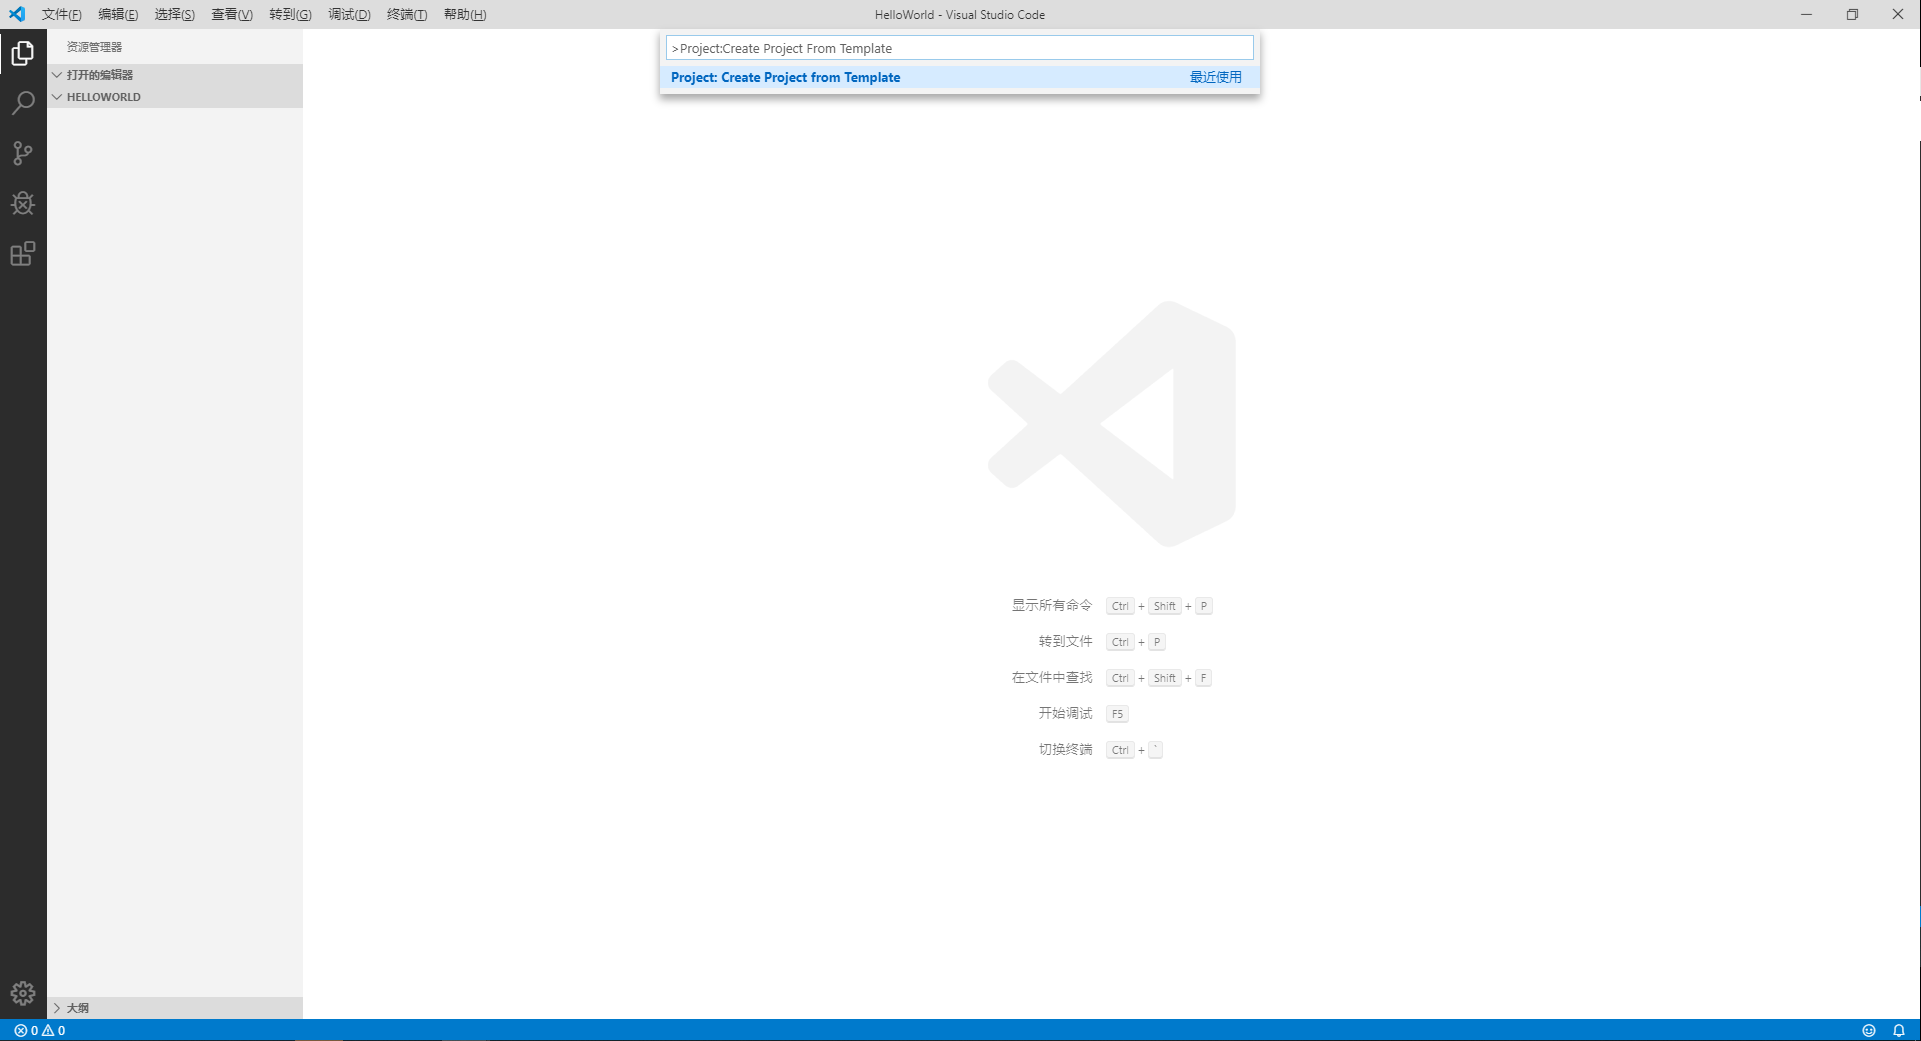 文件(F) 编辑(E) 选择(S) 查看(V) 转到(G) 调试(D) 终端(T) 帮助(H) HelloWorld - Visual Studio Code
资源管理器
打开的编辑器
HELLOWORLD
>Project:Create Project From Template
Project: Create Project from Template 最近使用
显示所有命令 Ctrl + Shift + P
转到文件 Ctrl + P
在文件中查找 Ctrl + Shift + F
开始调试 F5
切换终端 Ctrl + `
大纲
0 0